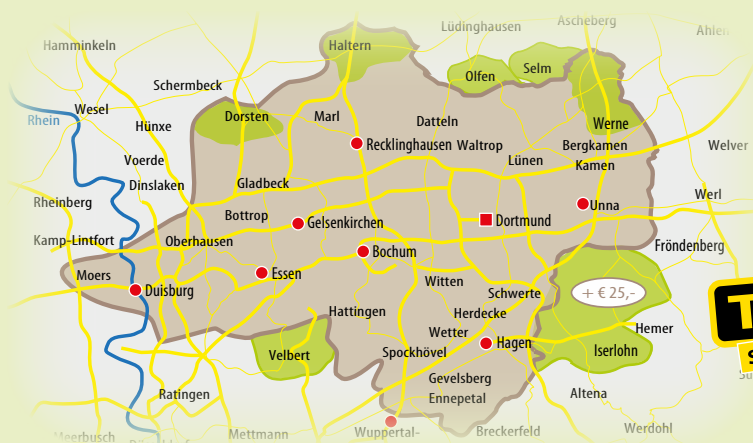 Ascheberg
Lüdinghausen
Ahlen
Hamminkeln
Haltern
Selm
Olfen
Schermbeck
Wesel
Rhein
Dorsten
Marl
Datteln
Werne
Hünxe
Recklinghausen
Waltrop
Bergkamen
Welver
Voerde
Lünen
Kamen
Dinslaken
Gladbeck
Werl
Rheinberg
Unna
Bottrop
Gelsenkirchen
Dortmund
Kamp-Lintfort
Oberhausen
Fröndenberg
Bochum
Moers
Essen
Witten
Duisburg
Schwerte
+ € 25,-
Hattingen
Herdecke
Wetter
Hemer
Hagen
Velbert
Spockhövel
Iserlohn
Gevelsberg
Ratingen
Ennepetal
Altena
Meerbusch
Mettmann
Wuppertal-
Breckerfeld
Werdohl